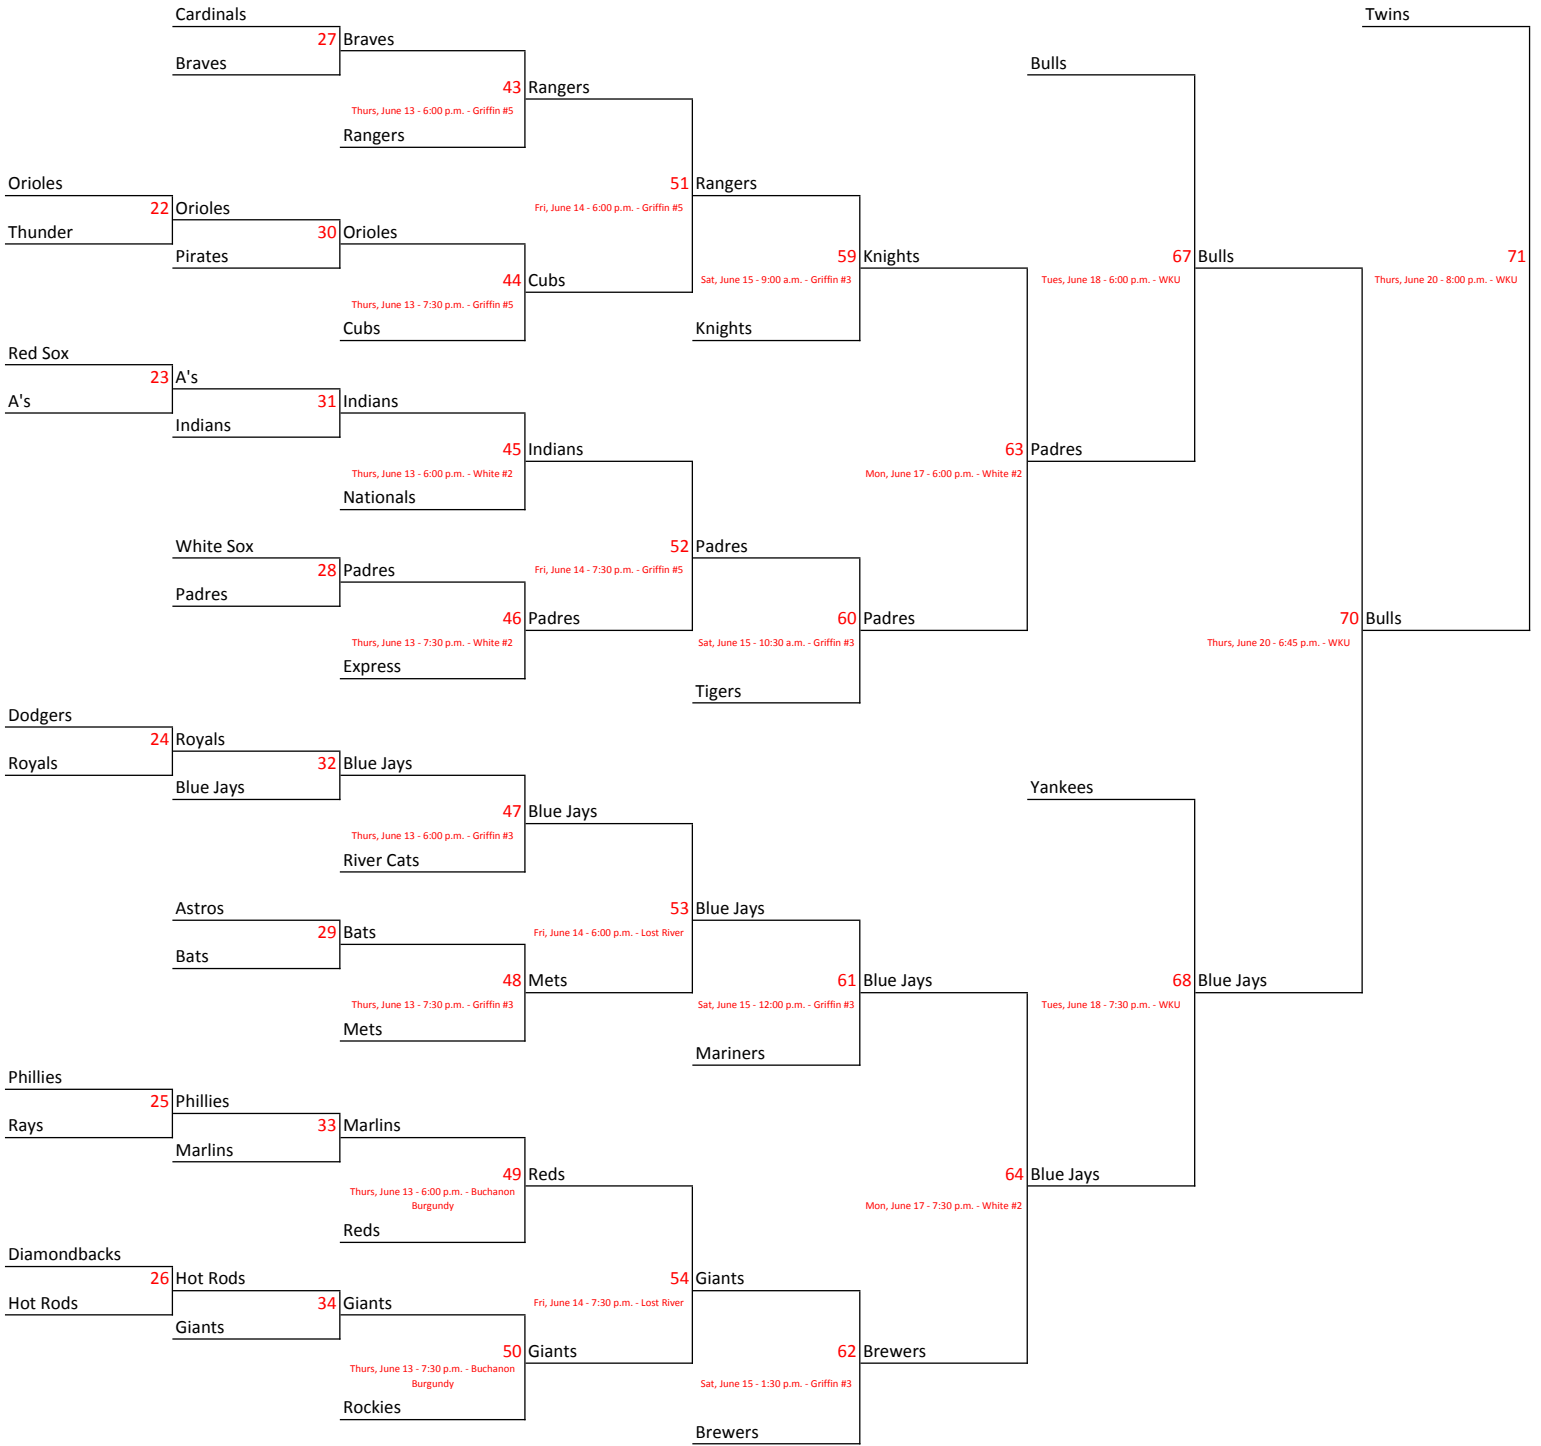 Cardinals
Twins
27 Braves
Braves
Bulls
43 Rangers
Thurs, June 13 - 6:00 p.m. - Griffin #5
Rangers
Orioles
51 Rangers
22 Orioles
Fri, June 14 - 6:00 p.m. - Griffin #5
Thunder
30 Orioles
Pirates
59 Knights
67 Bulls
71
44 Cubs
Sat, June 15 - 9:00 a.m. - Griffin #3
Tues, June 18 - 6:00 p.m. - WKU
Thurs, June 20 - 8:00 p.m. - WKU
Thurs, June 13 - 7:30 p.m. - Griffin #5
Cubs
Knights
Red Sox
23 A's
A's
31 Indians
Indians
45 Indians
63 Padres
Thurs, June 13 - 6:00 p.m. - White #2
Mon, June 17 - 6:00 p.m. - White #2
Nationals
White Sox
52 Padres
28 Padres
Fri, June 14 - 7:30 p.m. - Griffin #5
Padres
46 Padres
60 Padres
70 Bulls
Thurs, June 13 - 7:30 p.m. - White #2
Sat, June 15 - 10:30 a.m. - Griffin #3
Thurs, June 20 - 6:45 p.m. - WKU
Express
Tigers
Dodgers
24 Royals
Royals
32 Blue Jays
Blue Jays
Yankees
47 Blue Jays
Thurs, June 13 - 6:00 p.m. - Griffin #3
River Cats
Astros
53 Blue Jays
29 Bats
Fri, June 14 - 6:00 p.m. - Lost River
Bats
48 Mets
61 Blue Jays
68 Blue Jays
Thurs, June 13 - 7:30 p.m. - Griffin #3
Sat, June 15 - 12:00 p.m. - Griffin #3
Tues, June 18 - 7:30 p.m. - WKU
Mets
Mariners
Phillies
25 Phillies
Rays
33 Marlins
Marlins
49 Reds
64 Blue Jays
Thurs, June 13 - 6:00 p.m. - Buchanon
Burgundy
Mon, June 17 - 7:30 p.m. - White #2
Reds
Diamondbacks
26 Hot Rods
54 Giants
Hot Rods
34 Giants
Fri, June 14 - 7:30 p.m. - Lost River
Giants
50 Giants
62 Brewers
Thurs, June 13 - 7:30 p.m. - Buchanon
Burgundy
Sat, June 15 - 1:30 p.m. - Griffin #3
Rockies
Brewers